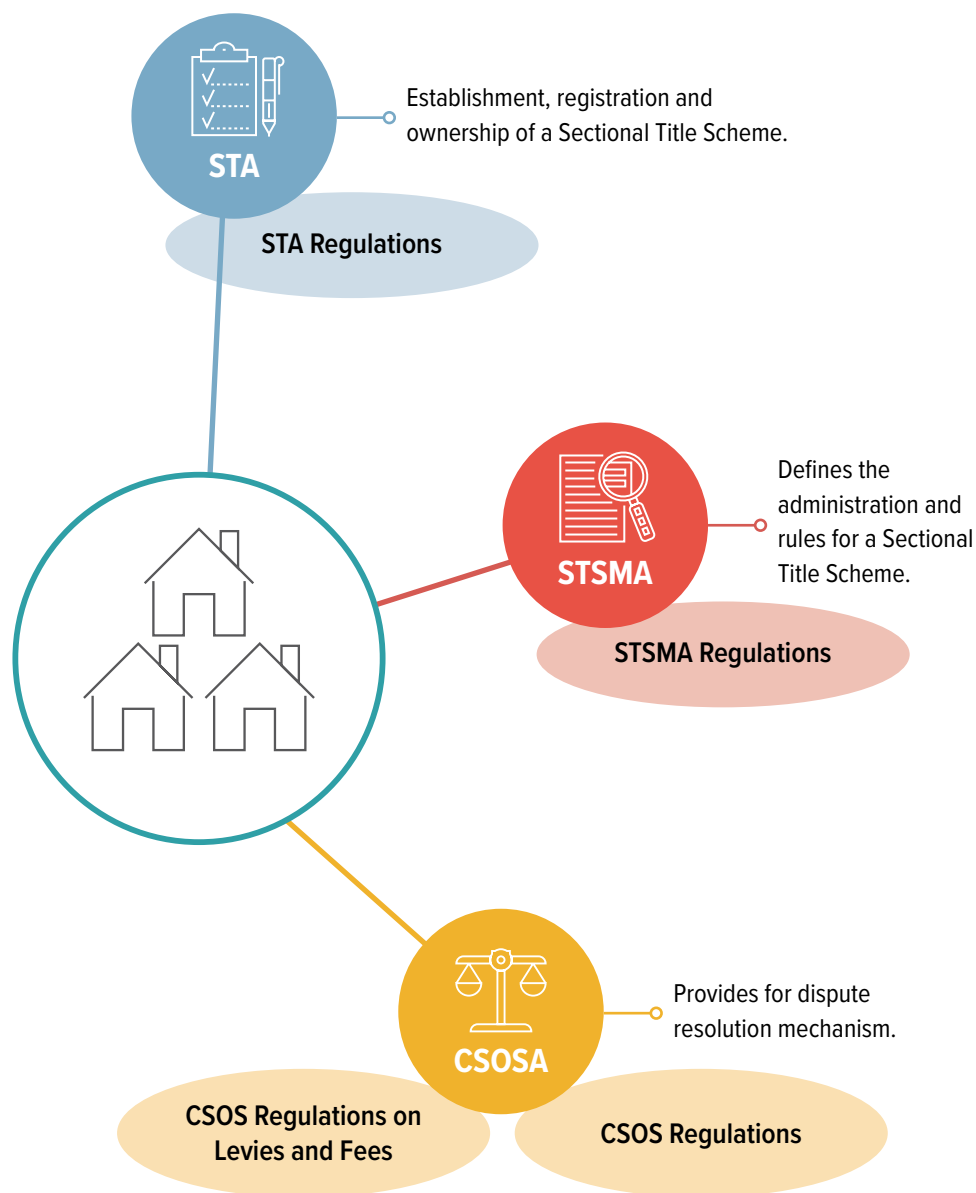 STA
Establishment, registration and
ownership of a Sectional Title Scheme.
STA Regulations
STSMA
Defines the
administration and
rules for a Sectional
Title Scheme.
STSMA Regulations
CSOSA
Provides for dispute
resolution mechanism.
CSOS Regulations on
Levies and Fees
CSOS Regulations